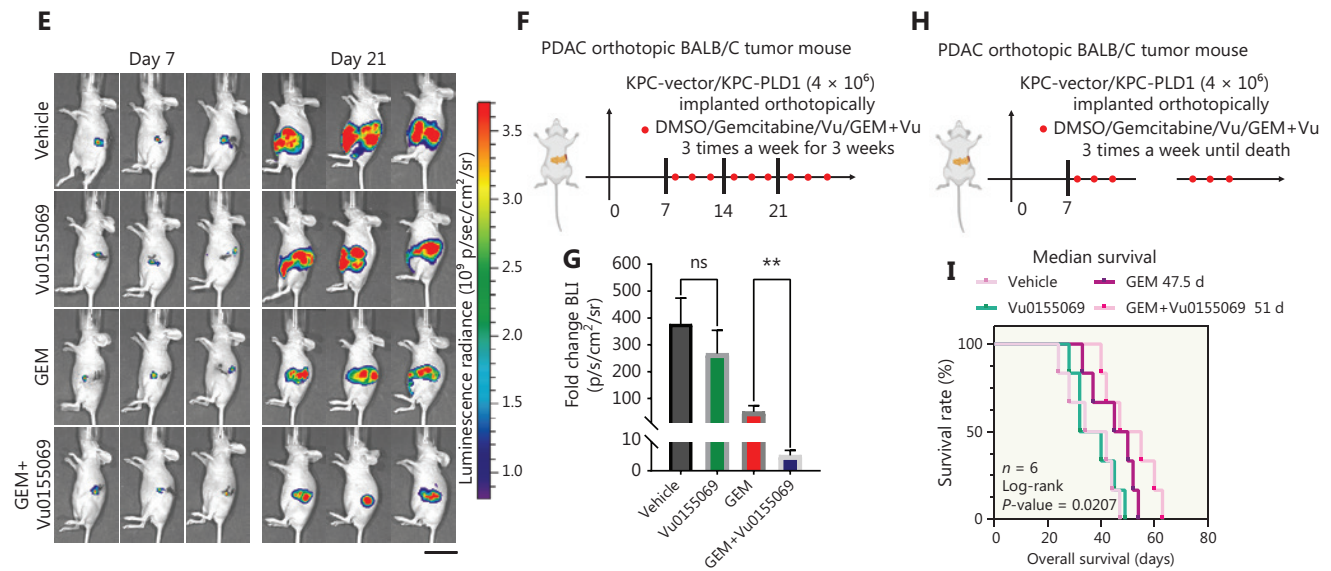 E
Day 7
Day 21
Vehicle
Vu0155069
GEM
GEM+
Vu0155069
3.5
3.0
2.5
2.0
1.5
1.0
Luminescence radiance (10⁹ p/sec/cm²/sr)
F
PDAC orthotopic BALB/C tumor mouse
KPC-vector/KPC-PLD1 (4 × 10⁶)
implanted orthotopically
DMSO/Gemcitabine/Vu/GEM+Vu
3 times a week for 3 weeks
0
7
14
21
G
Fold change BLI
(p/s/cm²/sr)
600
500
400
300
200
100
10
0
ns
**
Vehicle
Vu0155069
GEM
GEM+Vu0155069
H
PDAC orthotopic BALB/C tumor mouse
KPC-vector/KPC-PLD1 (4 × 10⁶)
implanted orthotopically
DMSO/Gemcitabine/Vu/GEM+Vu
3 times a week until death
0
7
I
Median survival
Vehicle
GEM 47.5 d
Vu0155069
GEM+Vu0155069 51 d
Survival rate (%)
100
50
0
n = 6
Log-rank
P-value = 0.0207
0 20 40 60 80
Overall survival (days)